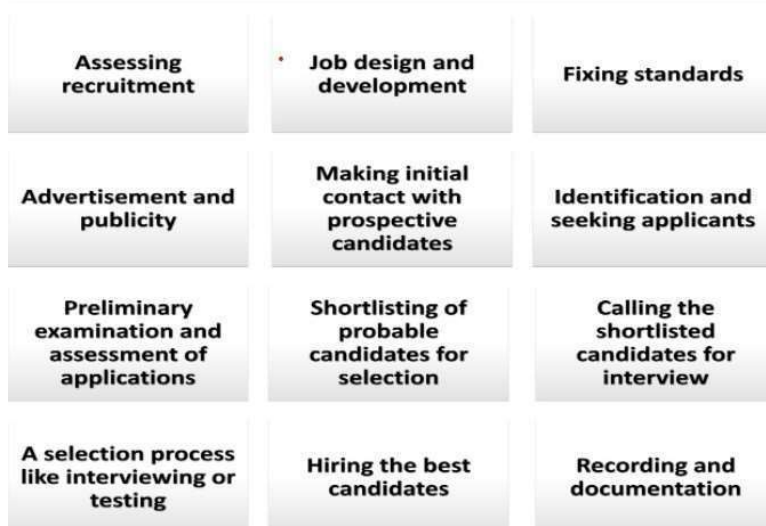 Assessing
recruitment
Job design and
development
Fixing standards
Advertisement and
publicity
Making initial
contact with
prospective
candidates
Identification and
seeking applicants
Preliminary
examination and
assessment of
applications
Shortlisting of
probable
candidates for
selection
Calling the
shortlisted
candidates for
interview
A selection process
like interviewing or
testing
Hiring the best
candidates
Recording and
documentation